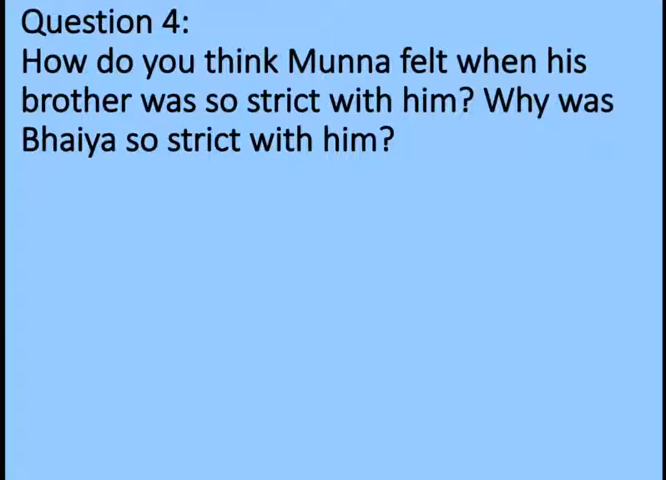 Question 4:
How do you think Munna felt when his
brother was so strict with him? Why was
Bhaiya so strict with him?